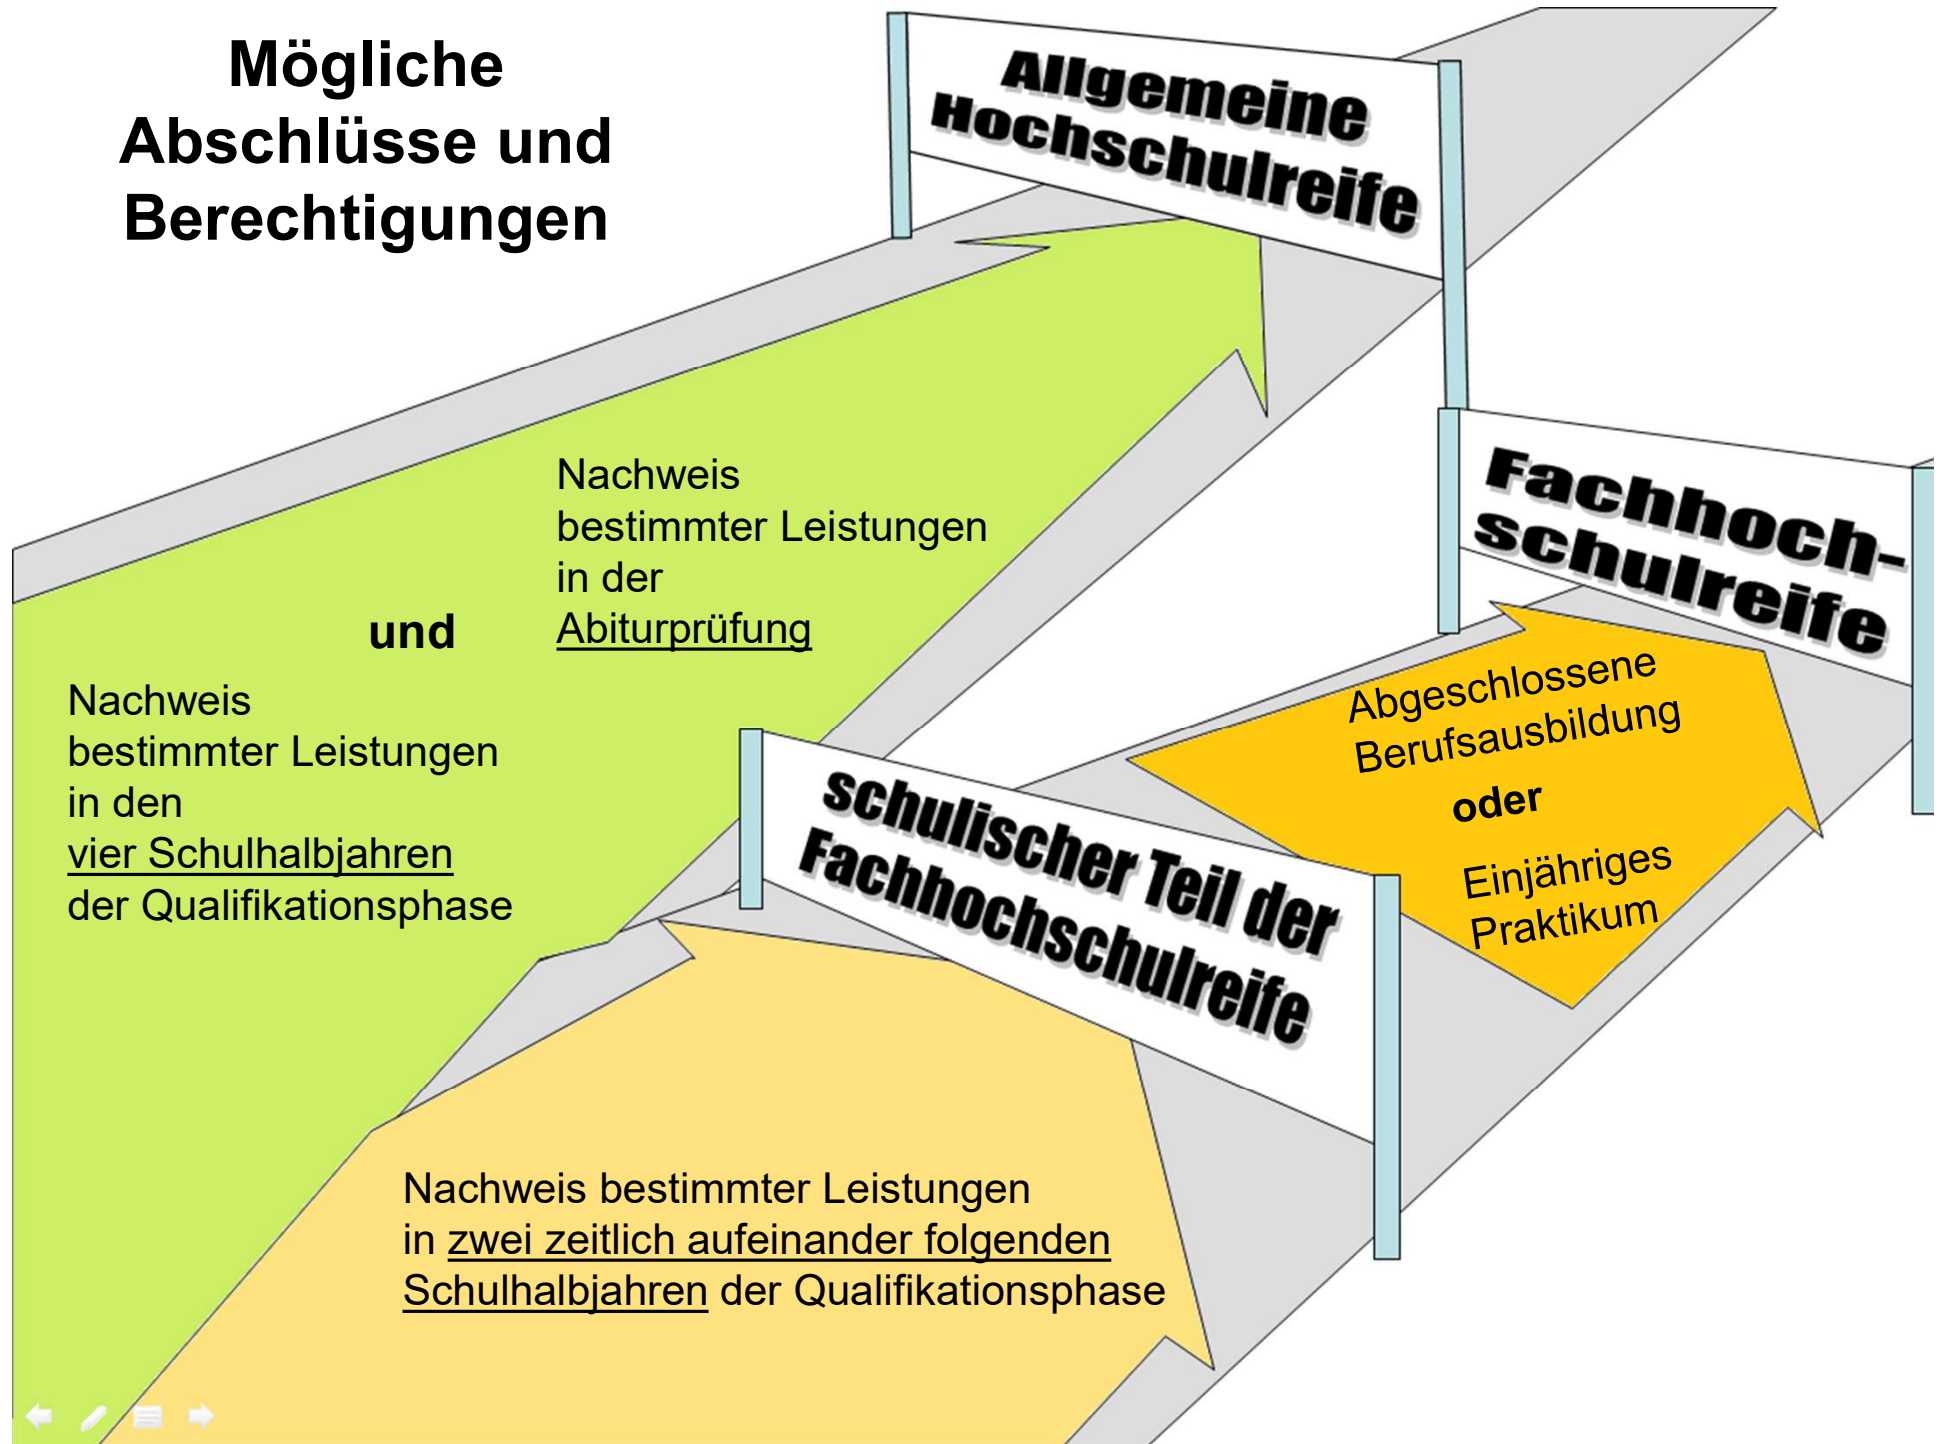 Mögliche
Abschlüsse und
Berechtigungen
Allgemeine
Hochschulreife
Nachweis
bestimmter Leistungen
in der
Abiturprüfung
und
Nachweis
bestimmter Leistungen
in den
vier Schulhalbjahren
der Qualifikationsphase
Fachhoch-
schulreife
Abgeschlossene
Berufsausbildung
oder
Einjähriges
Praktikum
schulischer Teil der
Fachhochschulreife
Nachweis bestimmter Leistungen
in zwei zeitlich aufeinander folgenden
Schulhalbjahren der Qualifikationsphase